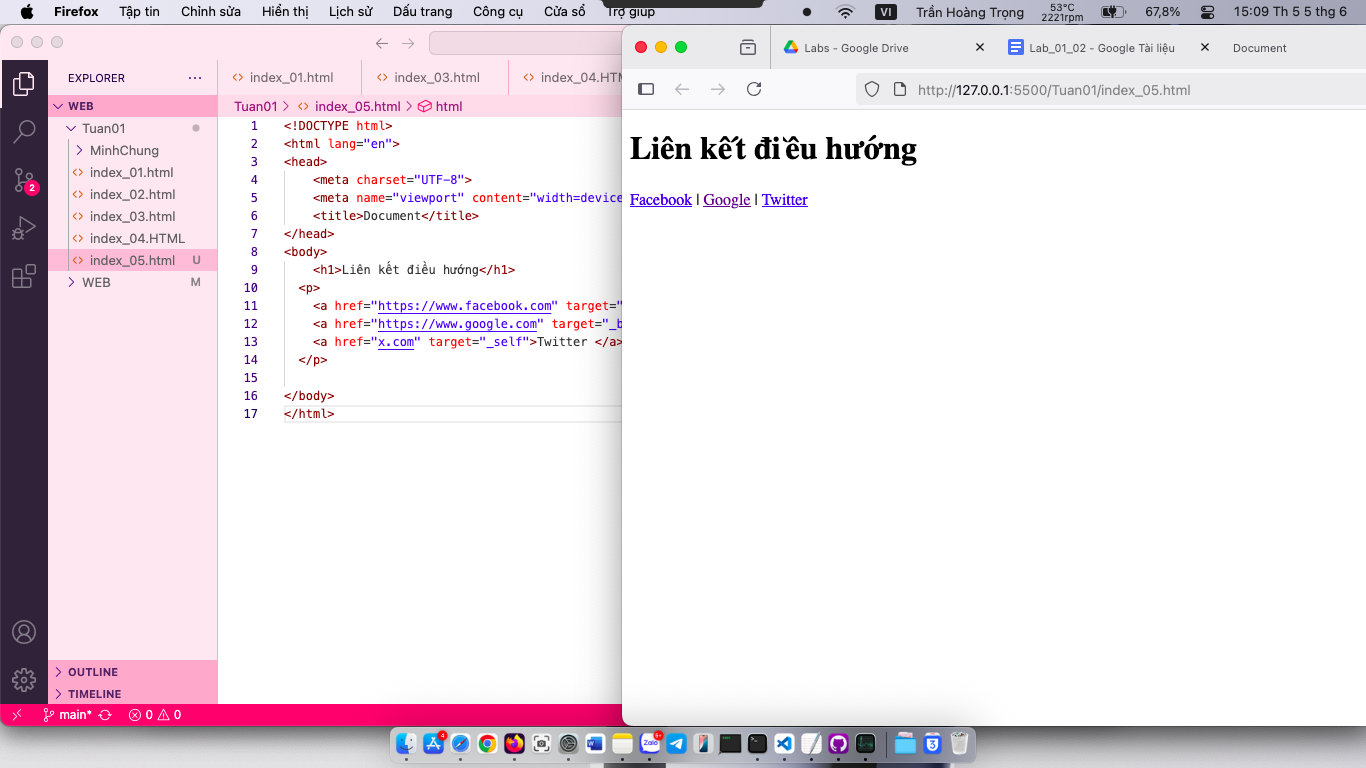 Firefox Tập tin Chỉnh sửa Hiển thị Lịch sử Dấu trang Công cụ Cửa sổ Trợ giúp VI Trần Hoàng Trọng 53°C 2221rpm 67,8% 15:09 Th 5 5 thg 6
EXPLORER
WEB
Tuan01
MinhChung
index_01.html
index_02.html
index_03.html
index_04.HTML
index_05.html U
WEB M
OUTLINE
TIMELINE
2
main* 0 0
index_01.html index_03.html index_04.HTM
Tuan01 > index_05.html > html
1 <!DOCTYPE html>
2 <html lang="en">
3 <head>
4 <meta charset="UTF-8">
5 <meta name="viewport" content="width=device
6 <title>Document</title>
7 </head>
8 <body>
9 <h1>Liên kết điều hướng</h1>
10 <p>
11 <a href="https://www.facebook.com" target="
12 <a href="https://www.google.com" target="_b
13 <a href="x.com" target="_self">Twitter </a>
14 </p>
15
16 </body>
17 </html>
Labs - Google Drive Lab_01_02 - Google Tài liệu Document
http://127.0.0.1:5500/Tuan01/index_05.html
Liên kết điều hướng
Facebook | Google | Twitter
4
Zalo
5+
3